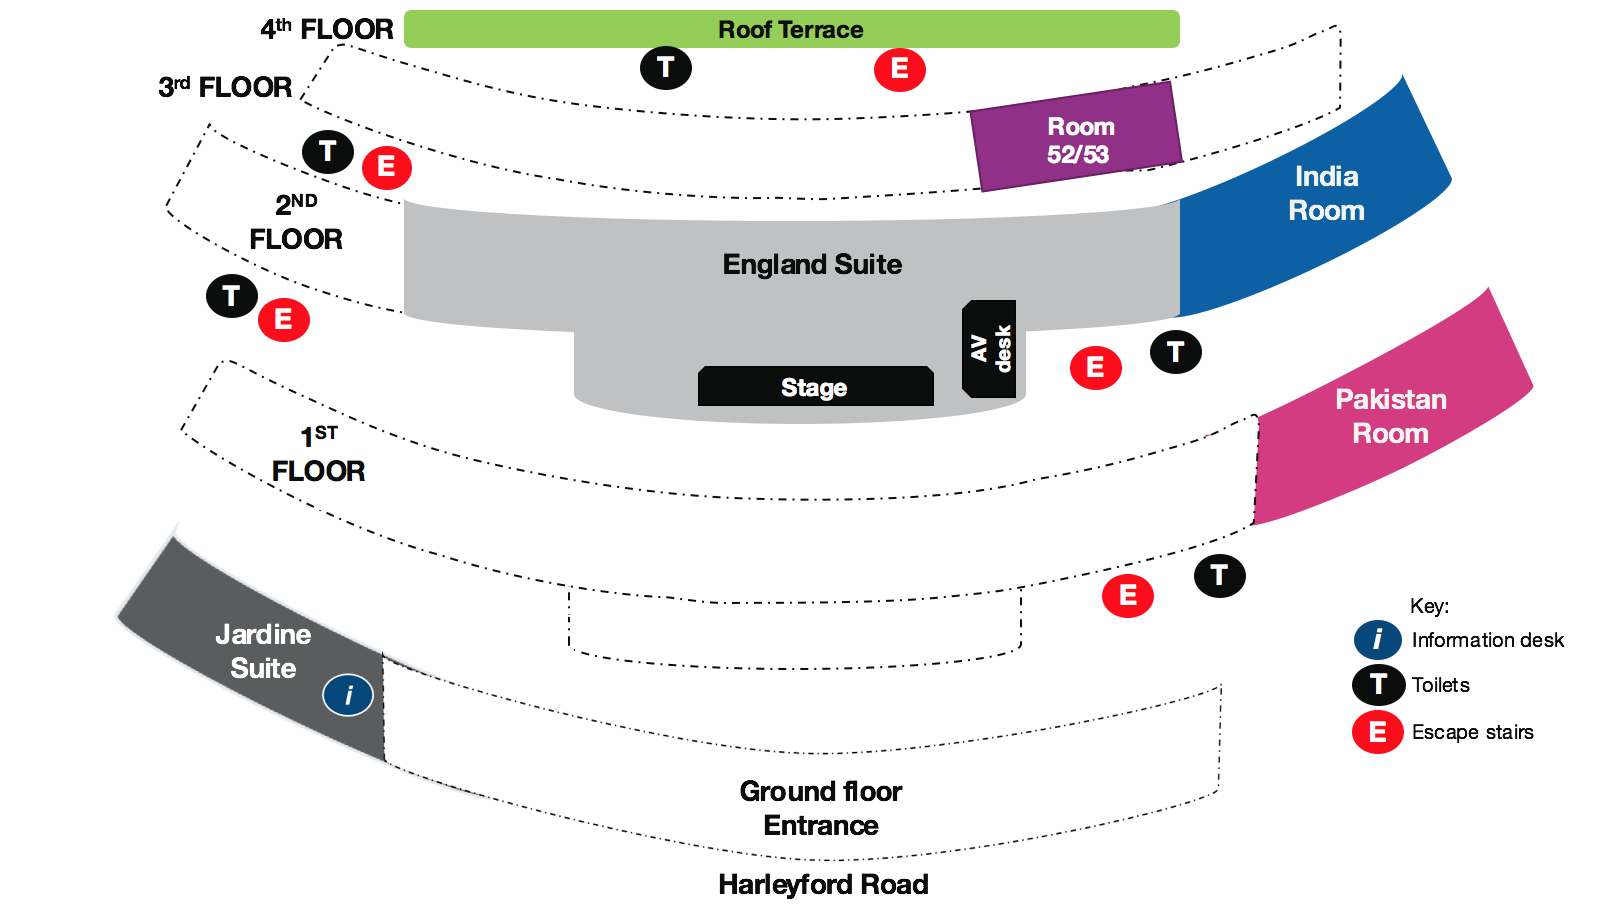 4th FLOOR
Roof Terrace
T
E
3rd FLOOR
Room
52/53
T
E
India
Room
2ND
FLOOR
England Suite
T
E
AV
desk
Stage
E
T
Pakistan
Room
1ST
FLOOR
E
T
Jardine
Suite
i
Key:
i Information desk
T Toilets
E Escape stairs
Ground floor
Entrance
Harleyford Road